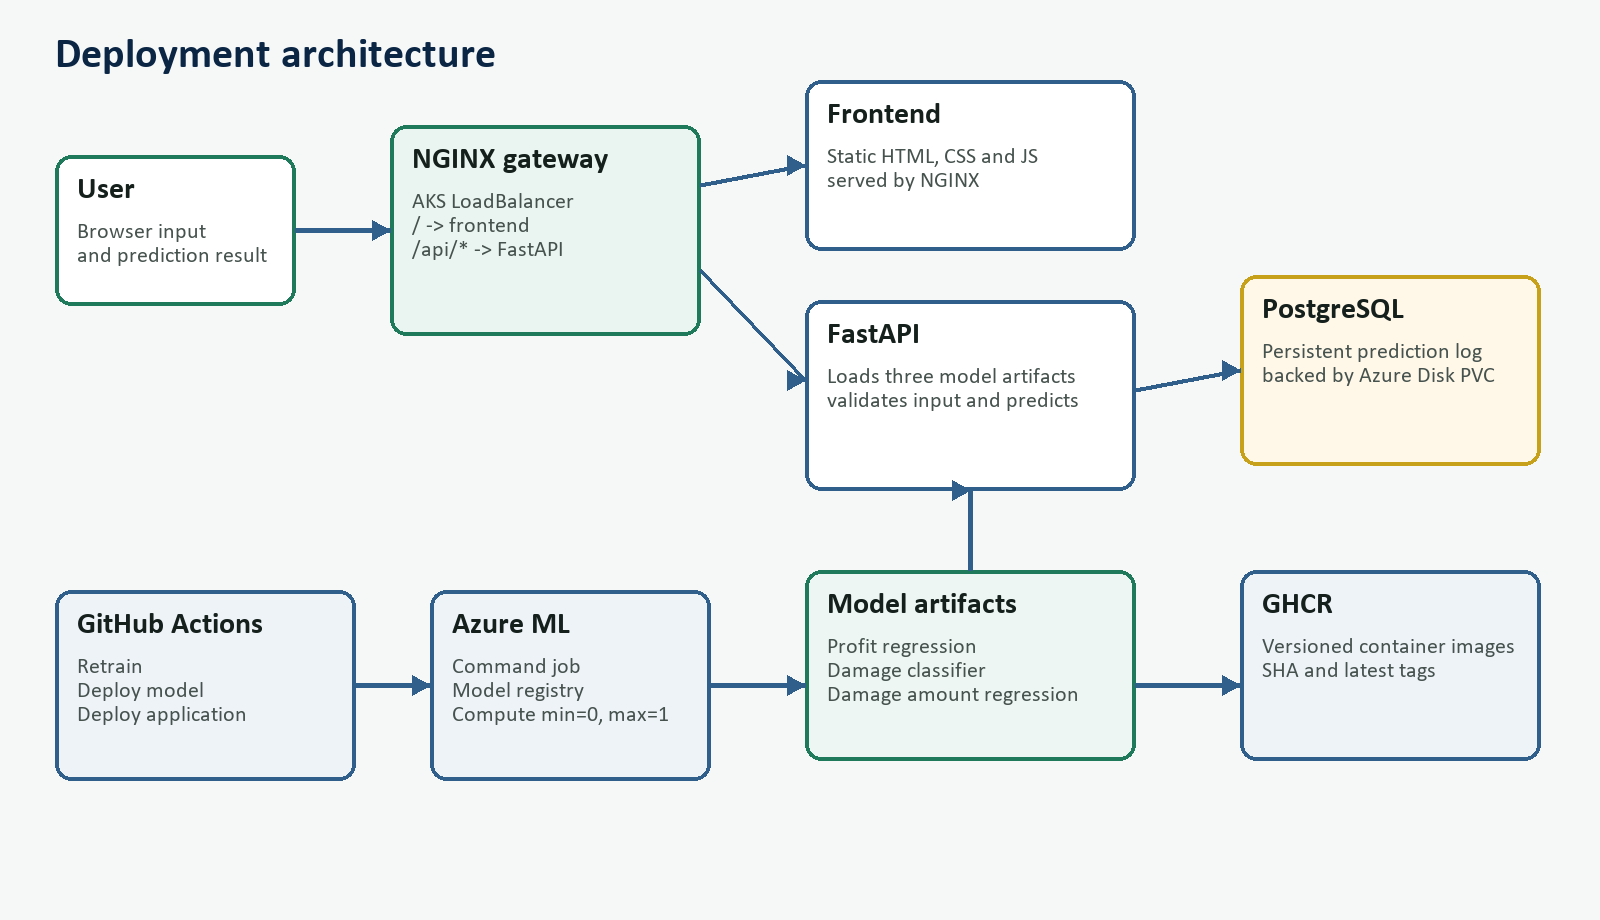 Deployment architecture
User
Browser input
and prediction result
NGINX gateway
AKS LoadBalancer
/ -> frontend
/api/* -> FastAPI
Frontend
Static HTML, CSS and JS
served by NGINX
FastAPI
Loads three model artifacts
validates input and predicts
PostgreSQL
Persistent prediction log
backed by Azure Disk PVC
GitHub Actions
Retrain
Deploy model
Deploy application
Azure ML
Command job
Model registry
Compute min=0, max=1
Model artifacts
Profit regression
Damage classifier
Damage amount regression
GHCR
Versioned container images
SHA and latest tags